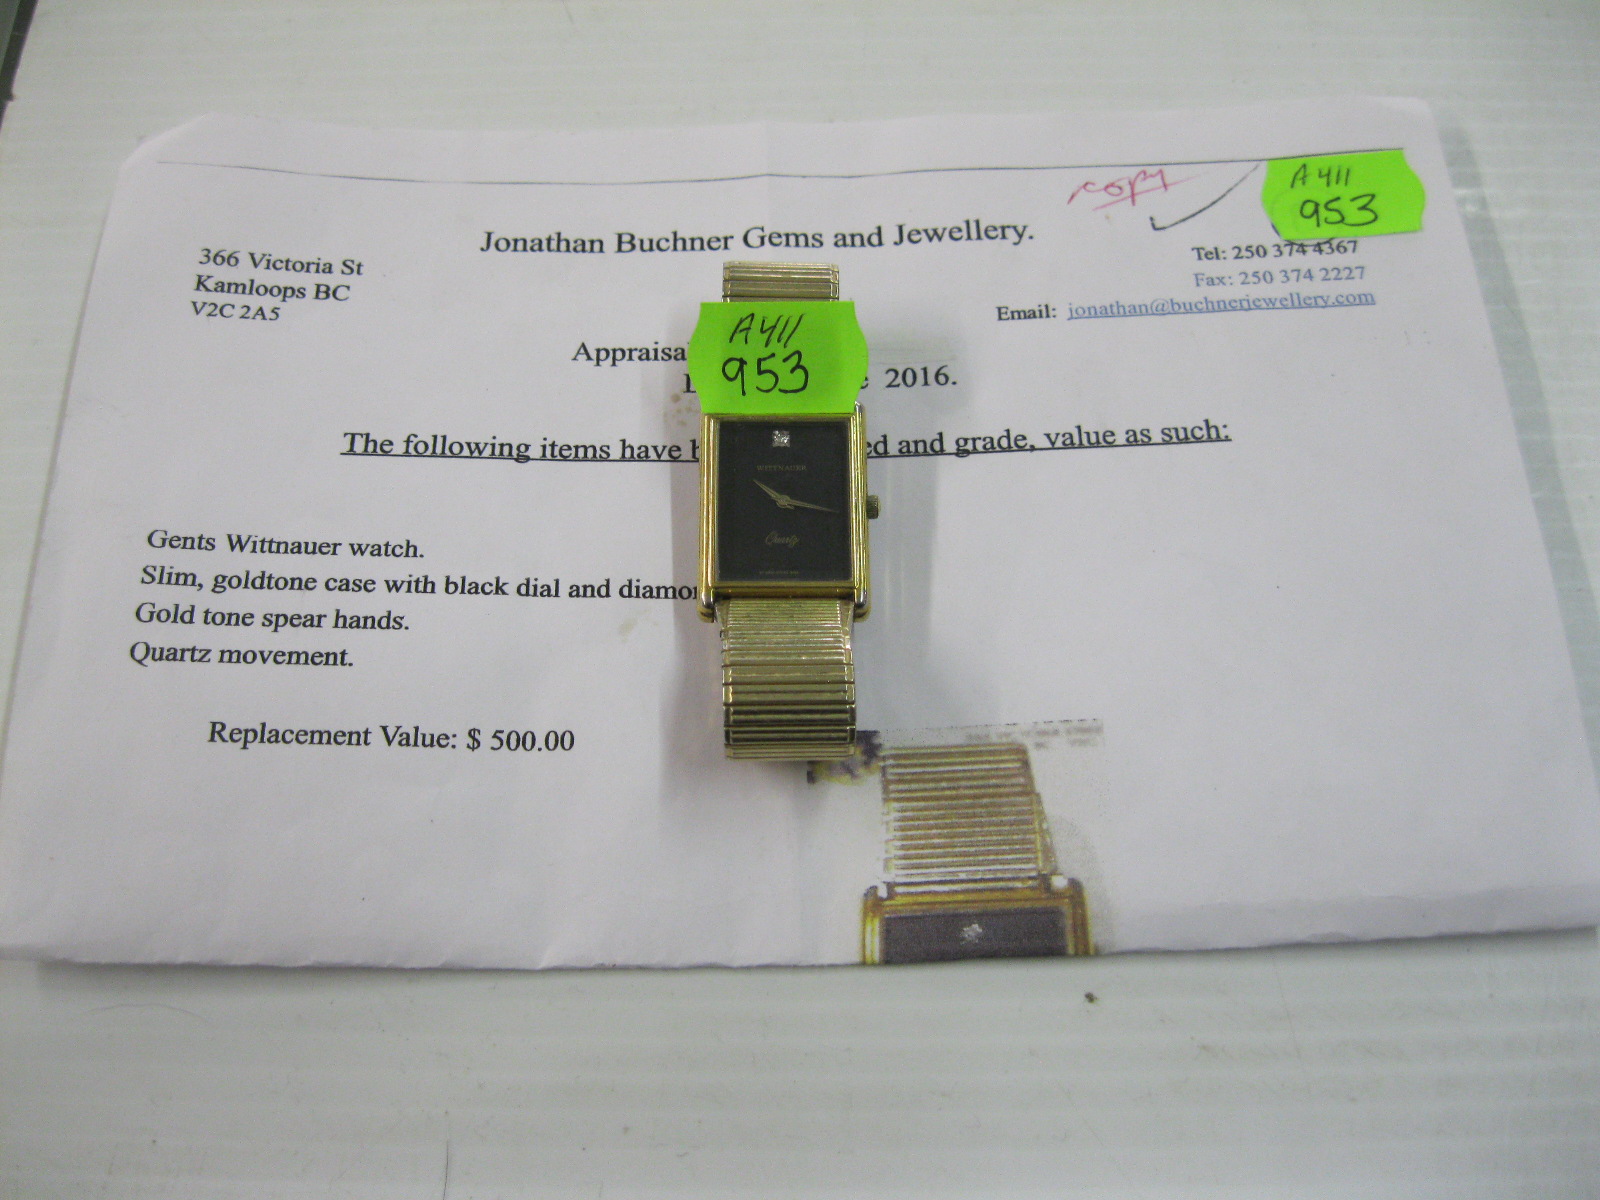 copy
A411
953
Jonathan Buchner Gems and Jewellery.
366 Victoria St
Kamloops BC
V2C 2A5
Tel: 250 374 4367
Fax: 250 374 2227
Email: jonathan@buchnerjewellery.com
A411
953
Appraisa
2016.
The following items have b
ed and grade, value as such:
WITTNAUER
Quartz
Gents Wittnauer watch.
Slim, goldtone case with black dial and diamo
Gold tone spear hands.
Quartz movement.
Replacement Value: $ 500.00